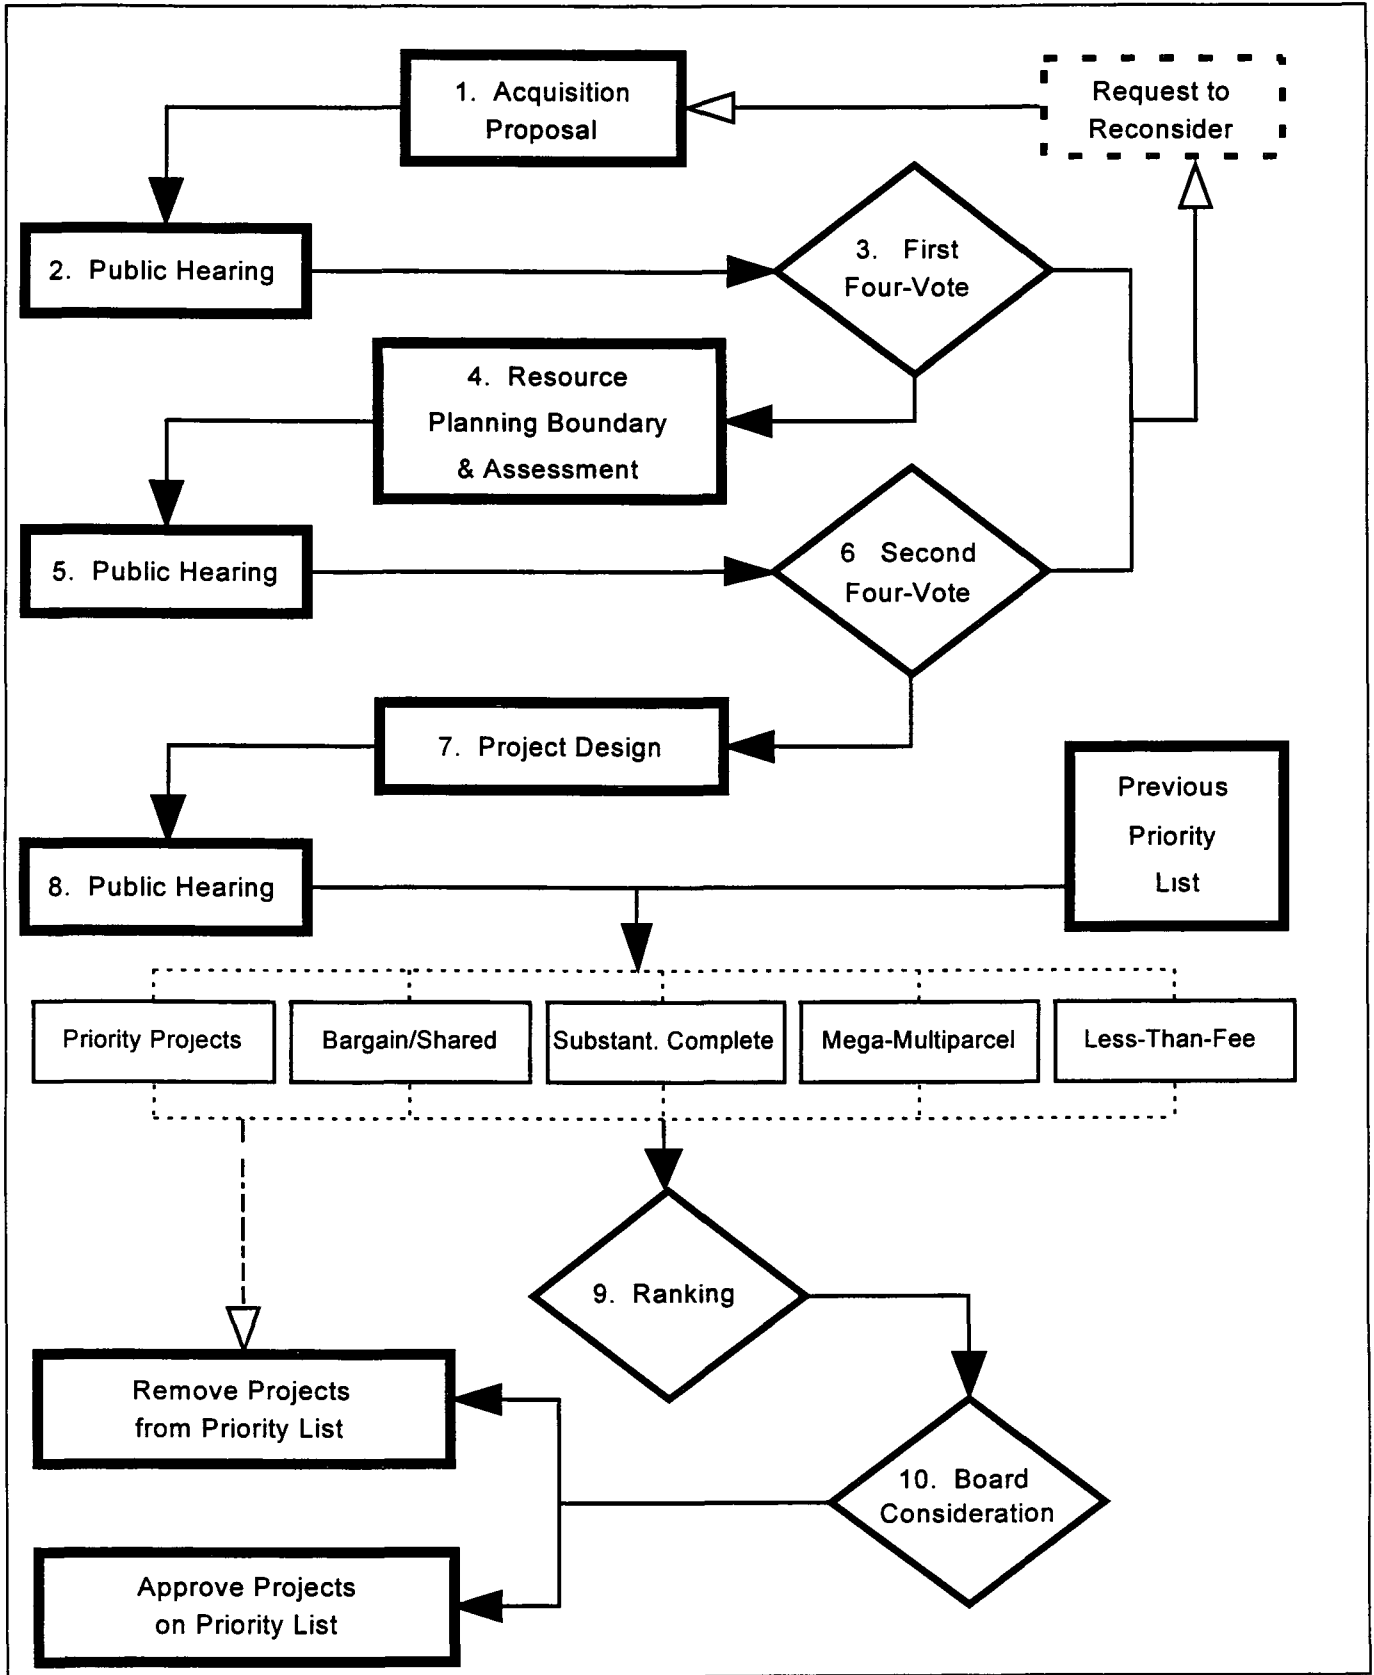 1. Acquisition
Proposal
Request to
Reconsider
2. Public Hearing
3. First
Four-Vote
4. Resource
Planning Boundary
& Assessment
5. Public Hearing
6 Second
Four-Vote
7. Project Design
Previous
Priority
List
8. Public Hearing
Priority Projects
Bargain/Shared
Substant. Complete
Mega-Multiparcel
Less-Than-Fee
9. Ranking
Remove Projects
from Priority List
10. Board
Consideration
Approve Projects
on Priority List